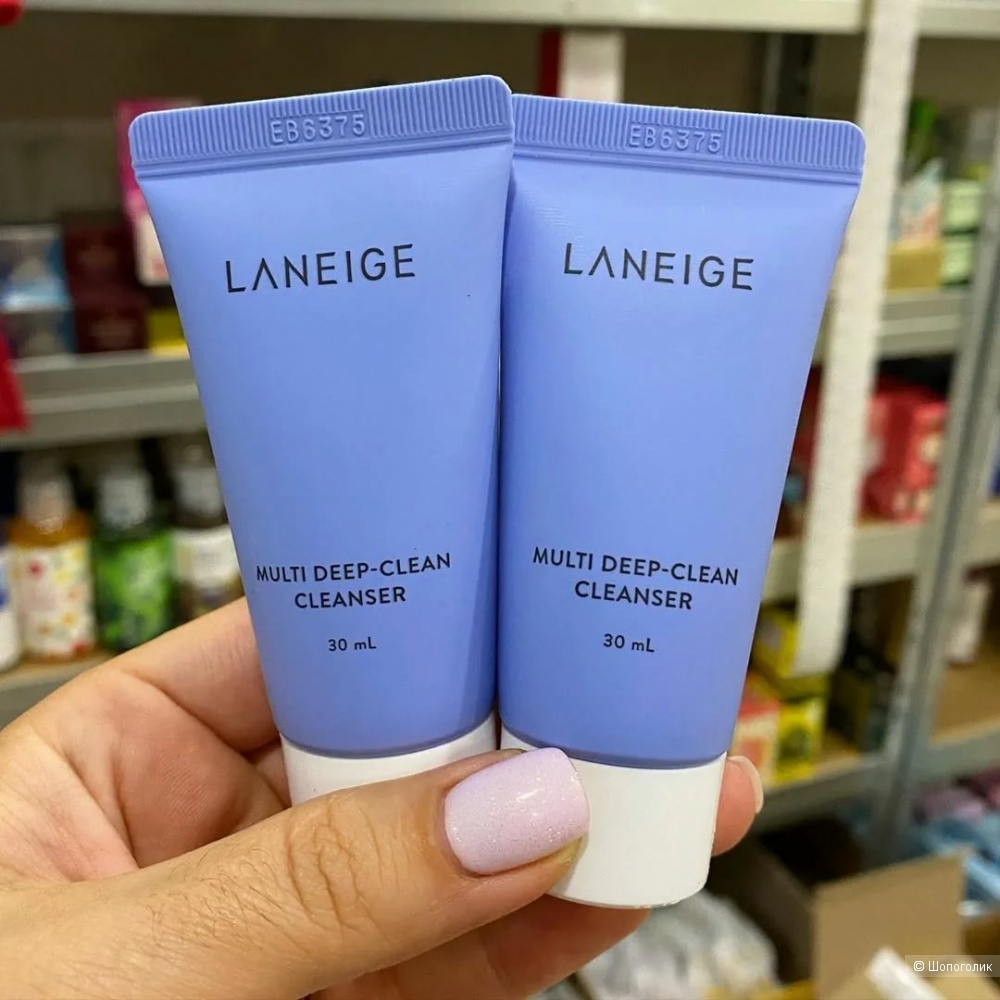 EB6375
LANEIGE
MULTI DEEP-CLEAN
CLEANSER
30 mL
EB6375
LANEIGE
MULTI DEEP-CLEAN
CLEANSER
30 mL
© Шопоголик